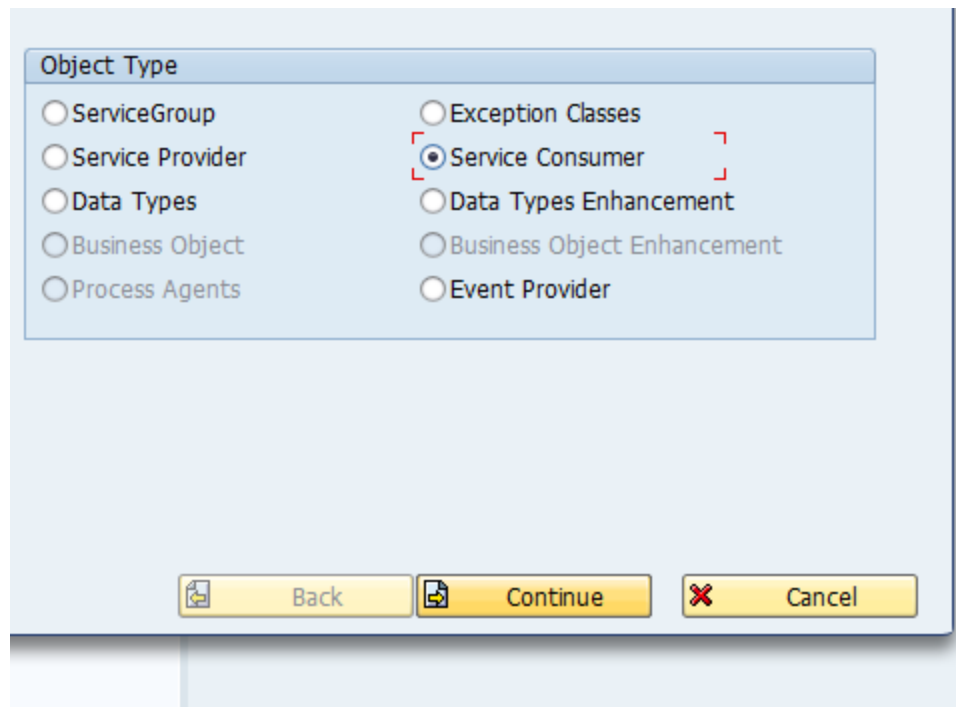 Object Type
ServiceGroup Exception Classes
Service Provider Service Consumer
Data Types Data Types Enhancement
Business Object Business Object Enhancement
Process Agents Event Provider
Back Continue Cancel